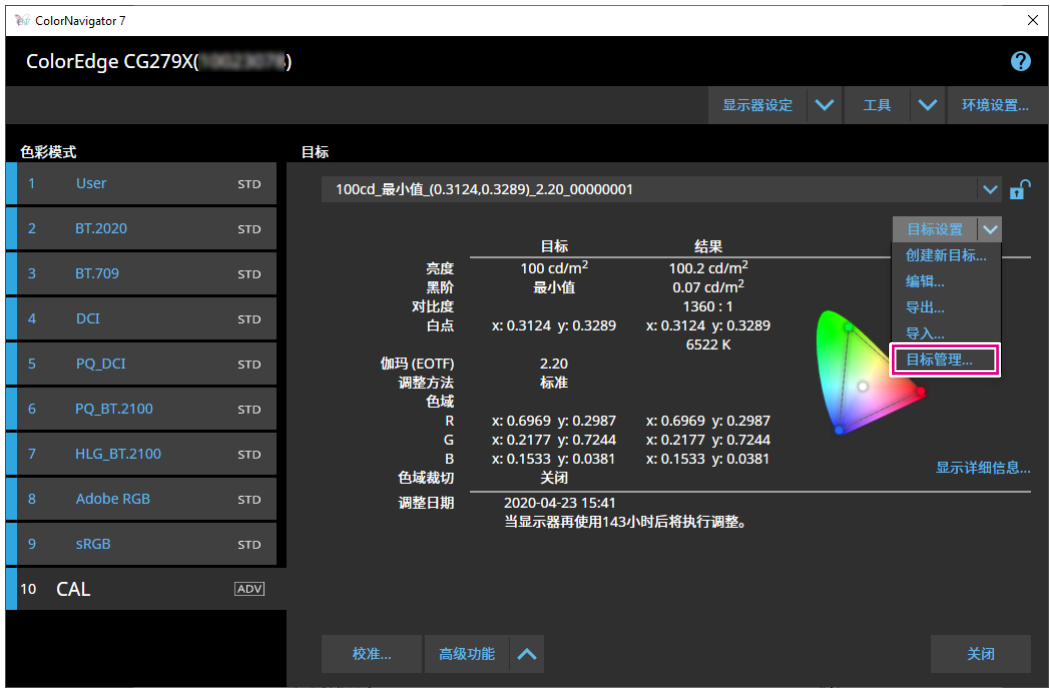 ColorNavigator 7
ColorEdge CG279X( )
显示器设定 工具 环境设置...
色彩模式
1 User STD
2 BT.2020 STD
3 BT.709 STD
4 DCI STD
5 PQ_DCI STD
6 PQ_BT.2100 STD
7 HLG_BT.2100 STD
8 Adobe RGB STD
9 sRGB STD
10 CAL ADV
目标
100cd_最小值_(0.3124,0.3289)_2.20_00000001
目标设置
创建新目标...
编辑...
导出...
导入...
目标管理...
目标 结果
亮度 100 cd/m² 100.2 cd/m²
黑阶 最小值 0.07 cd/m²
对比度 1360 : 1
白点 x: 0.3124 y: 0.3289 x: 0.3124 y: 0.3289
6522 K
伽玛 (EOTF) 2.20
调整方法 标准
色域
R x: 0.6969 y: 0.2987 x: 0.6969 y: 0.2987
G x: 0.2177 y: 0.7244 x: 0.2177 y: 0.7244
B x: 0.1533 y: 0.0381 x: 0.1533 y: 0.0381
色域裁切 关闭
显示详细信息...
调整日期 2020-04-23 15:41
当显示器再使用143小时后将执行调整。
校准... 高级功能 关闭